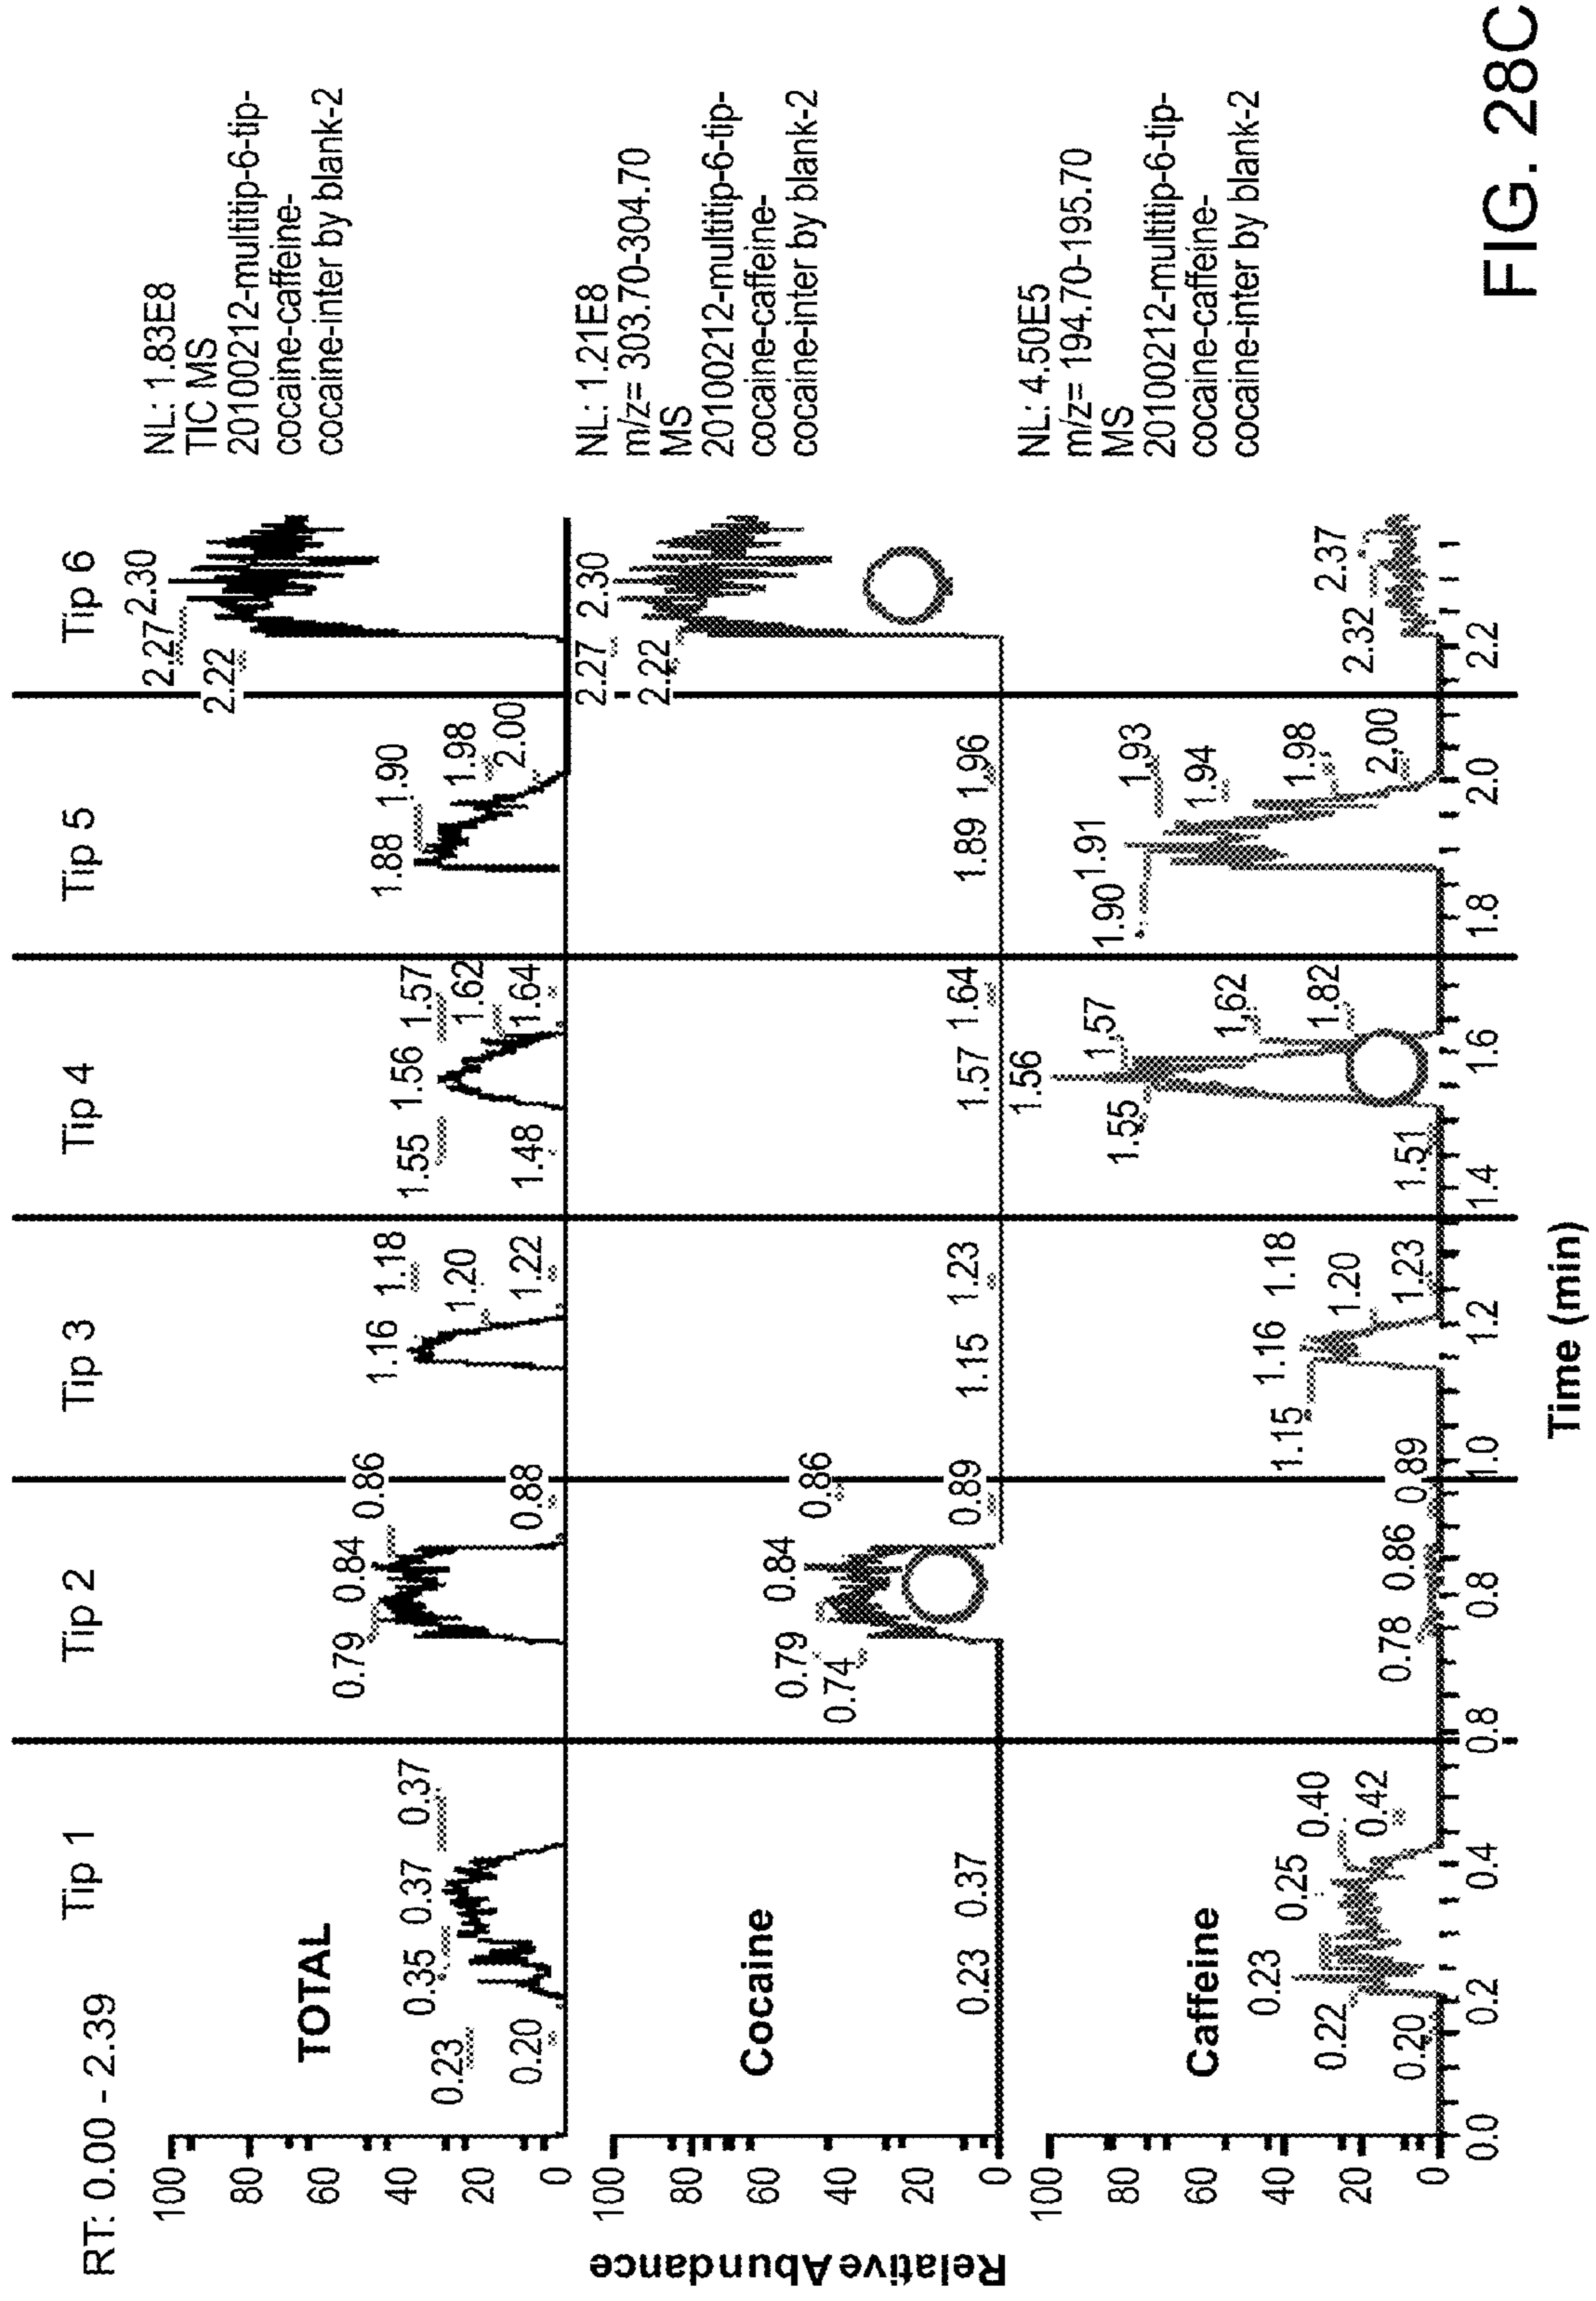 RT: 0.00 - 2.39
Tip 1
Tip 2
Tip 3
Tip 4
Tip 5
Tip 6
TOTAL
100
80
60
40
20
0
0.20
0.23
0.35
0.37
0.37
0.79
0.84
0.86
0.88
1.16
1.18
1.20
1.22
1.48
1.55
1.56
1.57
1.62
1.64
1.88
1.90
1.98
2.00
2.22
2.27
2.30
NL: 1.83E8
TIC MS
20100212-multitip-6-tip-
cocaine-caffeine-
cocaine-inter by blank-2
Relative Abundance
Cocaine
100
80
60
40
20
0
0.23
0.37
0.74
0.79
0.84
0.86
0.89
1.15
1.23
1.57
1.64
1.89
1.96
2.22
2.27
2.30
NL: 1.21E8
m/z= 303.70-304.70
MS
20100212-multitip-6-tip-
cocaine-caffeine-
cocaine-inter by blank-2
Caffeine
100
80
60
40
20
0
0.20
0.22
0.23
0.25
0.40
0.42
0.78
0.86
0.89
1.15
1.16
1.18
1.20
1.23
1.51
1.55
1.56
1.57
1.62
1.82
1.90
1.91
1.93
1.94
1.98
2.00
2.32
2.37
NL: 4.50E5
m/z= 194.70-195.70
MS
20100212-multitip-6-tip-
cocaine-caffeine-
cocaine-inter by blank-2
0.0 0.2 0.4 0.8 0.8 1.0 1.2 1.4 1.6 1.8 2.0 2.2
Time (min)
FIG. 28C